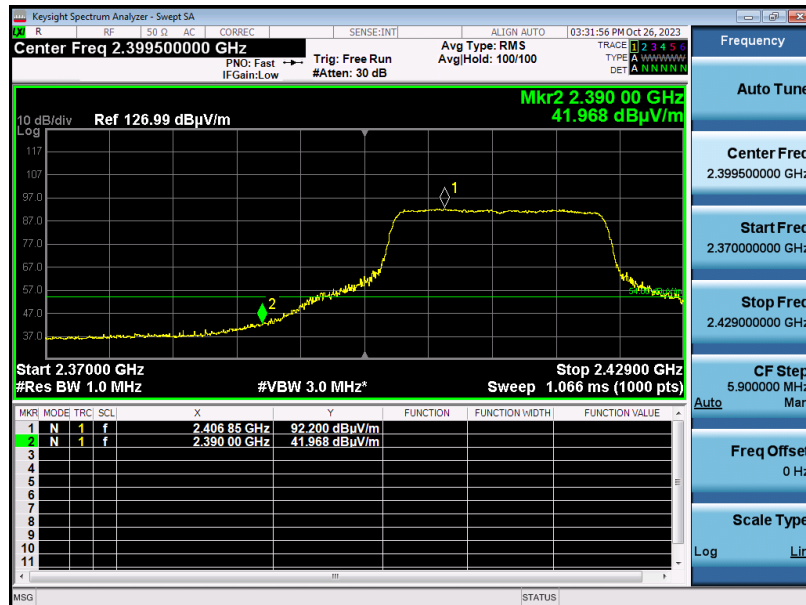 Keysight Spectrum Analyzer - Swept SA
LXI R RF 50 Ω AC CORREC SENSE:INT ALIGN AUTO 03:31:56 PM Oct 26, 2023
Center Freq 2.399500000 GHz
PNO: Fast
IFGain:Low
Trig: Free Run
#Atten: 30 dB
Avg Type: RMS
Avg|Hold: 100/100
TRACE 1 2 3 4 5 6
TYPE A WWWWW
DET A N N N N N
Mkr2 2.390 00 GHz
41.968 dBµV/m
10 dB/div Ref 126.99 dBµV/m
Log
117
107
97.0
87.0
77.0
67.0
57.0
47.0
37.0
1
2
Start 2.37000 GHz Stop 2.42900 GHz
#Res BW 1.0 MHz #VBW 3.0 MHz* Sweep 1.066 ms (1000 pts)
MKR MODE TRC SCL X Y FUNCTION FUNCTION WIDTH FUNCTION VALUE
1 N 1 f 2.406 85 GHz 92.200 dBµV/m
2 N 1 f 2.390 00 GHz 41.968 dBµV/m
3
4
5
6
7
8
9
10
11
MSG STATUS
Frequency
Auto Tune
Center Freq
2.399500000 GHz
Start Freq
2.370000000 GHz
Stop Freq
2.429000000 GHz
CF Step
5.900000 MHz
Auto Man
Freq Offset
0 Hz
Scale Type
Log Lin